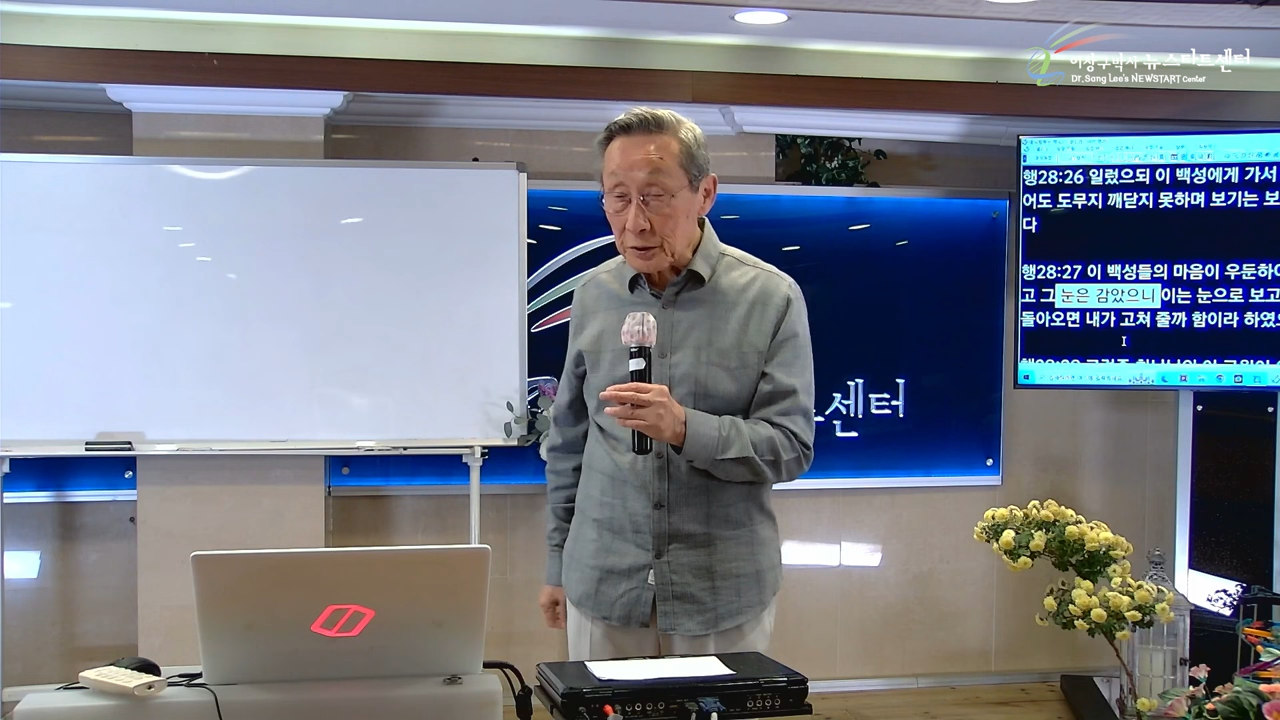 이상구박사 뉴스타트센터
Dr. Sang Lee's NEWSTART Center
행28:26 일렀으되 이 백성에게 가서
어도 도무지 깨닫지 못하며 보기는 보
다
행28:27 이 백성들의 마음이 우둔하여
고 그 눈은 감았으니 이는 눈으로 보고
돌아오면 내가 고쳐 줄까 함이라 하였으
센터